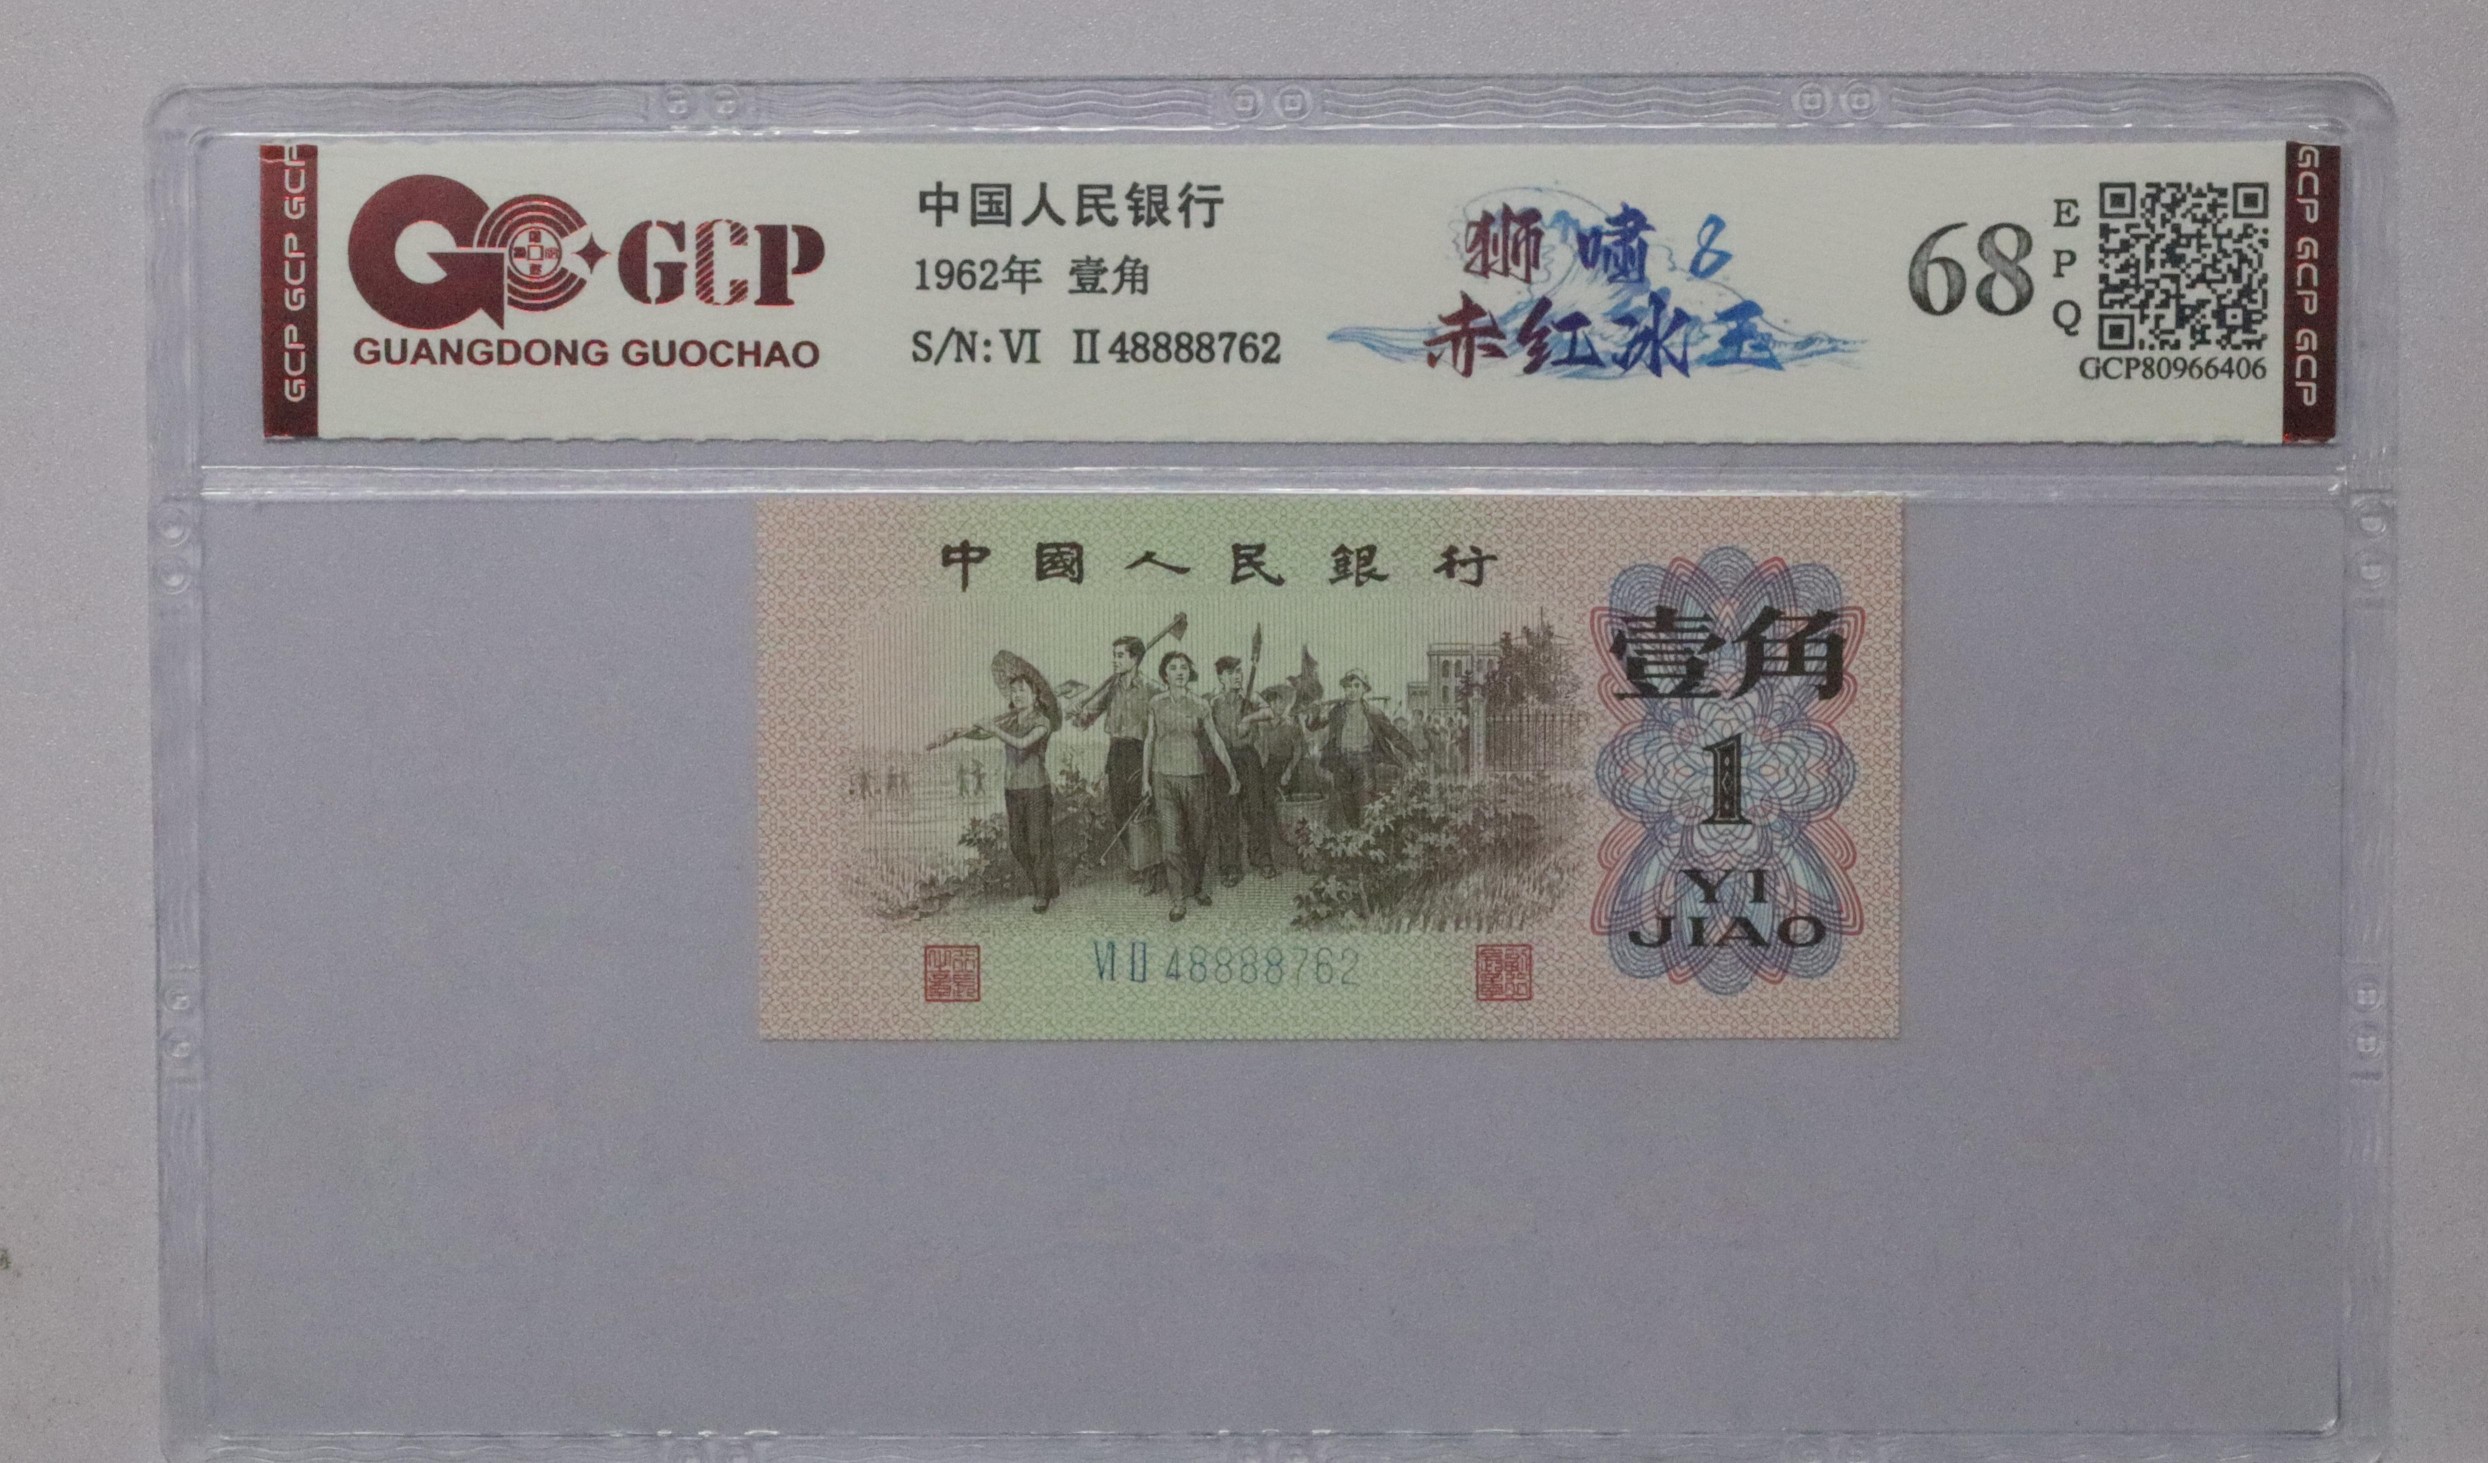 GCP GCP GCP
GCP
GUANGDONG GUOCHAO
中国人民银行
1962年 壹角
S/N: VI II 48888762
狮啸8
赤红冰玉
68
EPQ
GCP80966406
GCP GCP GCP
中國人民銀行
壹角
1
YI
JIAO
VI II 48888762